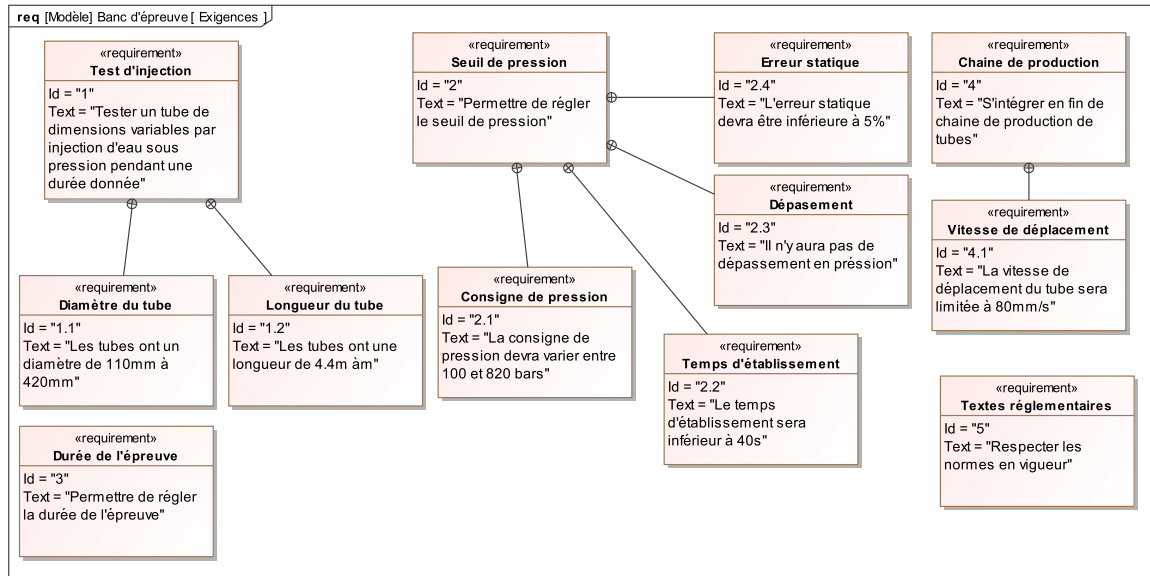 req [Modèle] Banc d'épreuve [ Exigences ]
«requirement»
Test d'injection
Id = "1"
Text = "Tester un tube de
dimensions variables par
injection d'eau sous
pression pendant une
durée donnée"
«requirement»
Seuil de pression
Id = "2"
Text = "Permettre de régler
le seuil de pression"
«requirement»
Erreur statique
Id = "2.4"
Text = "L'erreur statique
devra être inférieure à 5%"
«requirement»
Chaine de production
Id = "4"
Text = "S'intégrer en fin de
chaine de production de
tubes"
«requirement»
Dépasement
Id = "2.3"
Text = "Il n'y aura pas de
dépassement en préssion"
«requirement»
Vitesse de déplacement
Id = "4.1"
Text = "La vitesse de
déplacement du tube sera
limitée à 80mm/s"
«requirement»
Diamètre du tube
Id = "1.1"
Text = "Les tubes ont un
diamètre de 110mm à
420mm"
«requirement»
Longueur du tube
Id = "1.2"
Text = "Les tubes ont une
longueur de 4.4m àm"
«requirement»
Consigne de pression
Id = "2.1"
Text = "La consigne de
pression devra varier entre
100 et 820 bars"
«requirement»
Temps d'établissement
Id = "2.2"
Text = "Le temps
d'établissement sera
inférieur à 40s"
«requirement»
Textes réglementaires
Id = "5"
Text = "Respecter les
normes en vigueur"
«requirement»
Durée de l'épreuve
Id = "3"
Text = "Permettre de régler
la durée de l'épreuve"